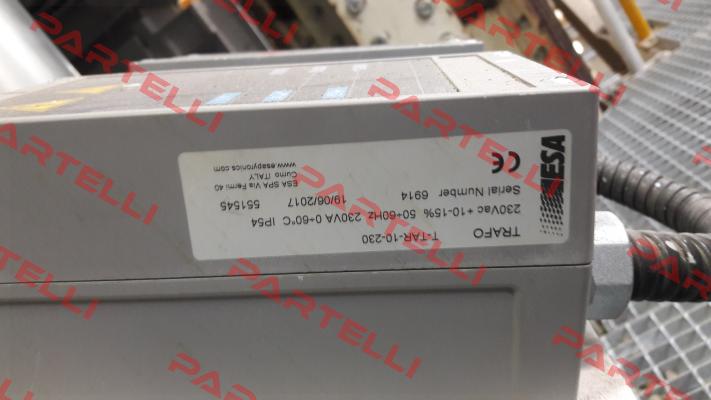 ESA
CE
TRAFO T-TAR-10-230
230Vac +10-15% 50÷60Hz 230VA 0÷60°C IP54
Serial Number 6914 19/06/2017 551545
ESA SPA Via Fermi 40
Curno ITALY
www.esapyronics.com
PARTELLI
PARTELLI
PARTELLI
PARTELLI
PARTELLI
PARTELLI
PARTELLI